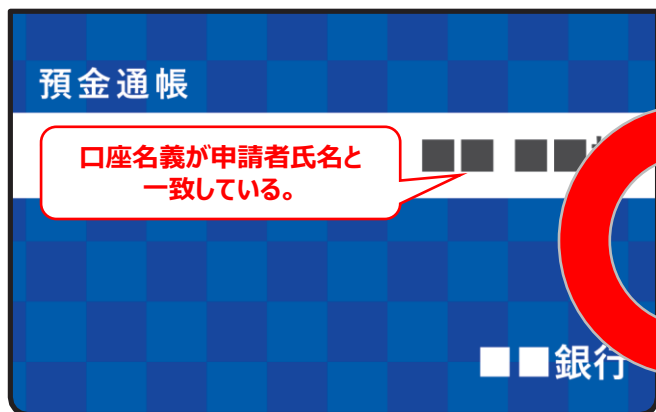 預金通帳
口座名義が申請者氏名と
一致している。
■■ ■■
■■銀行